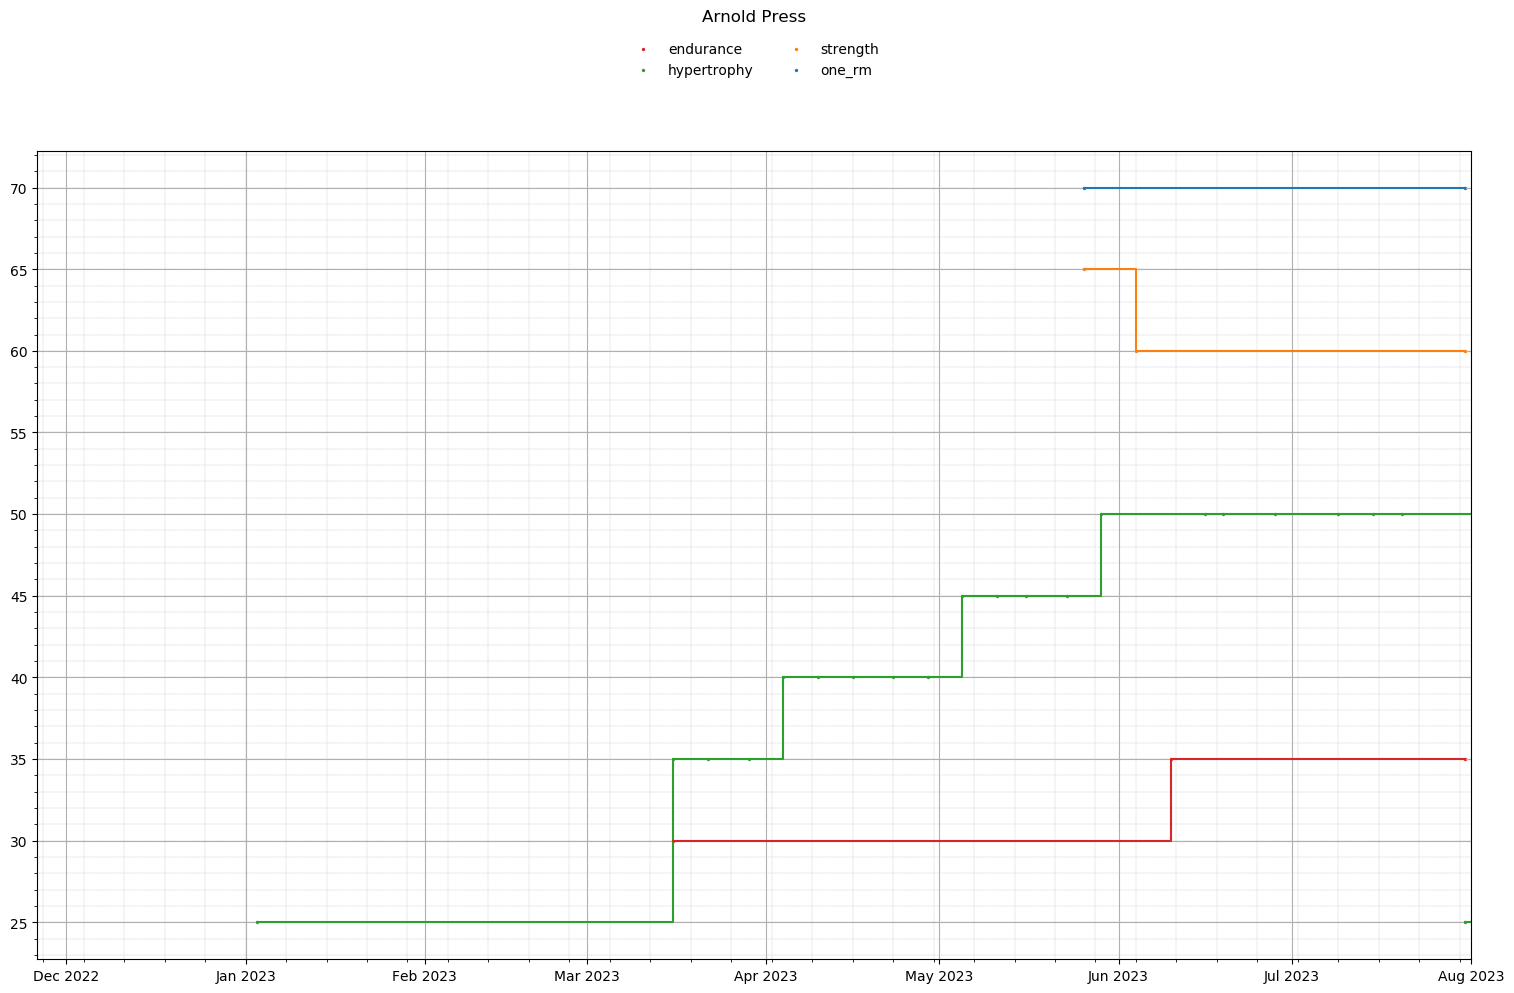 Arnold Press
endurance strength
hypertrophy one_rm
70
65
60
55
50
45
40
35
30
25
Dec 2022 Jan 2023 Feb 2023 Mar 2023 Apr 2023 May 2023 Jun 2023 Jul 2023 Aug 2023